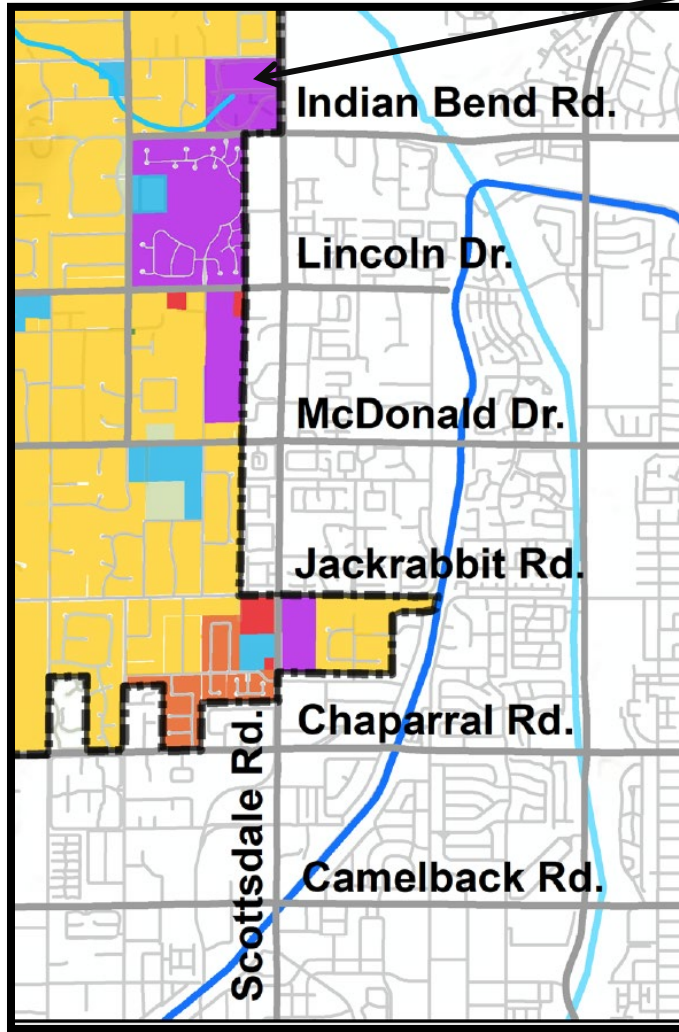 Indian Bend Rd.
Lincoln Dr.
McDonald Dr.
Jackrabbit Rd.
Chaparral Rd.
Scottsdale Rd.
Camelback Rd.